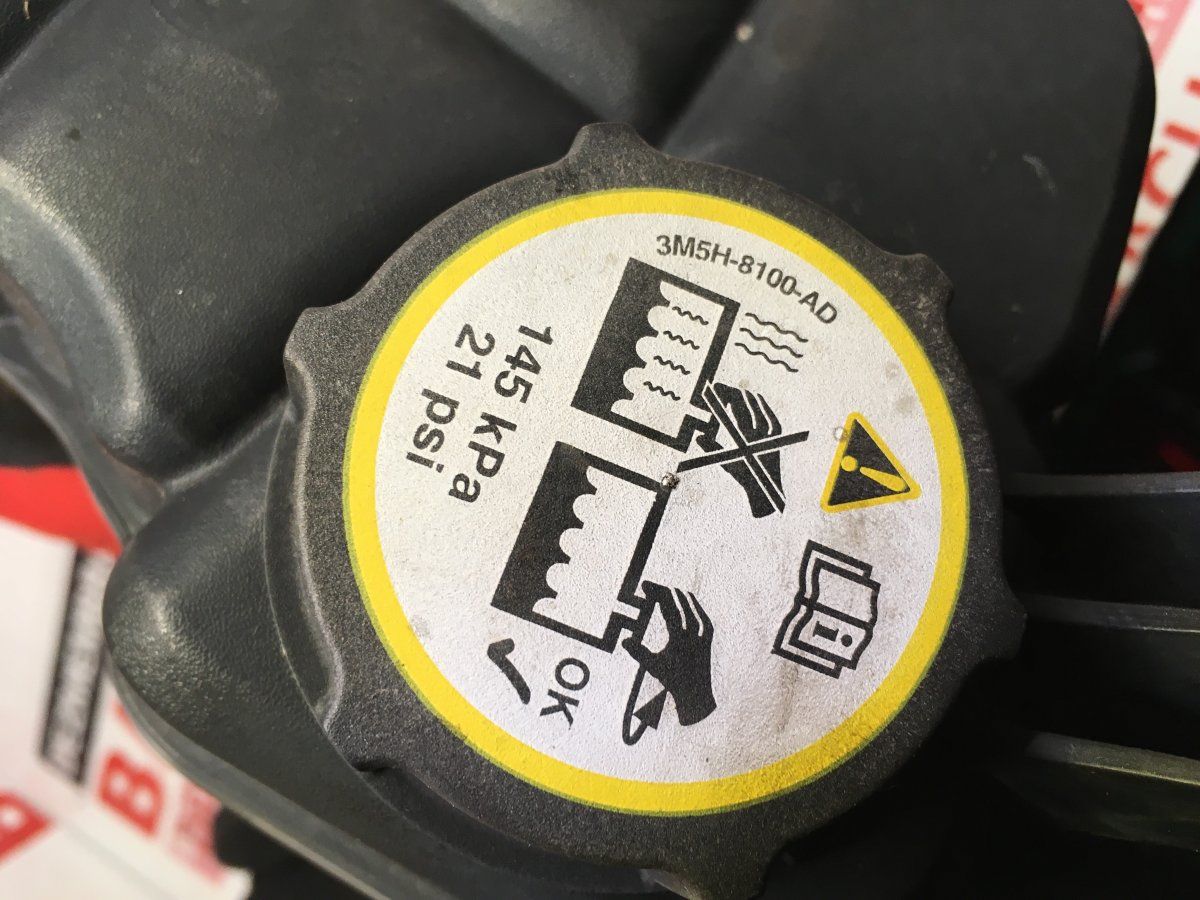 3M5H-8100-AD
145 kPa
21 psi
OK